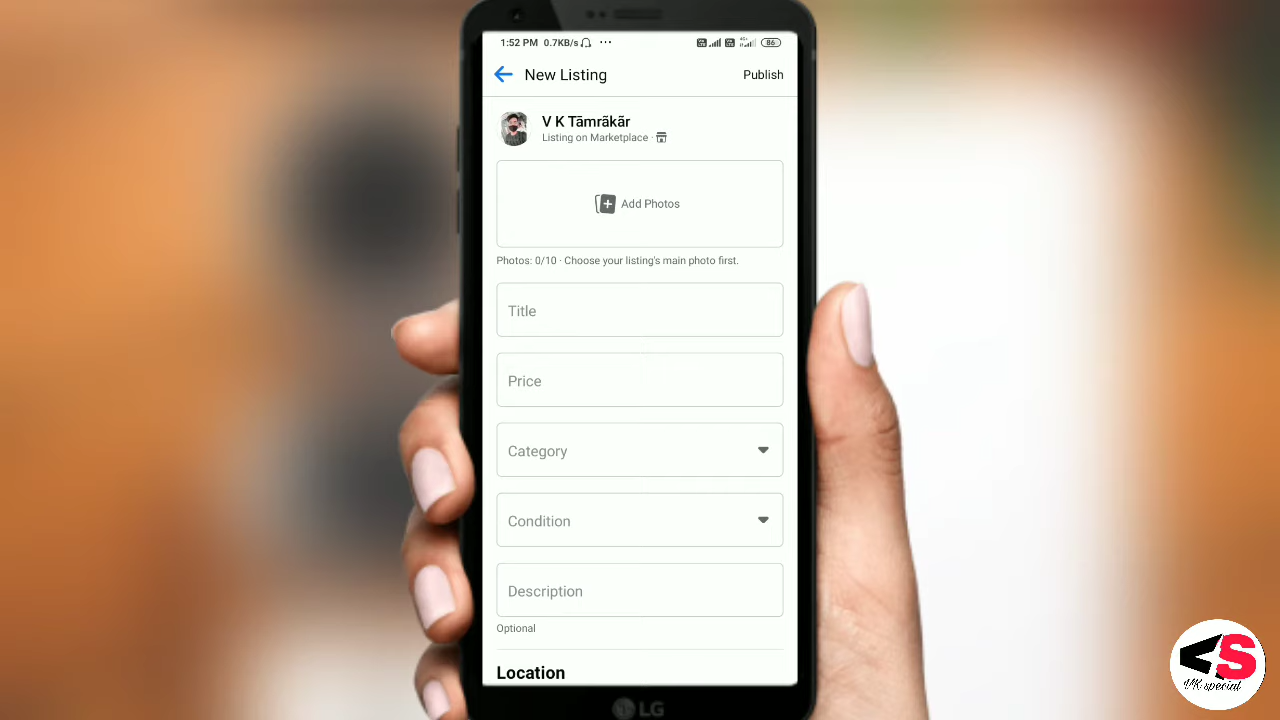 1:52 PM 0.7KB/s ...
86
New Listing
Publish
V K Tāmrākār
Listing on Marketplace ·
Add Photos
Photos: 0/10 · Choose your listing's main photo first.
Title
Price
Category
Condition
Description
Optional
Location
LG
VK special